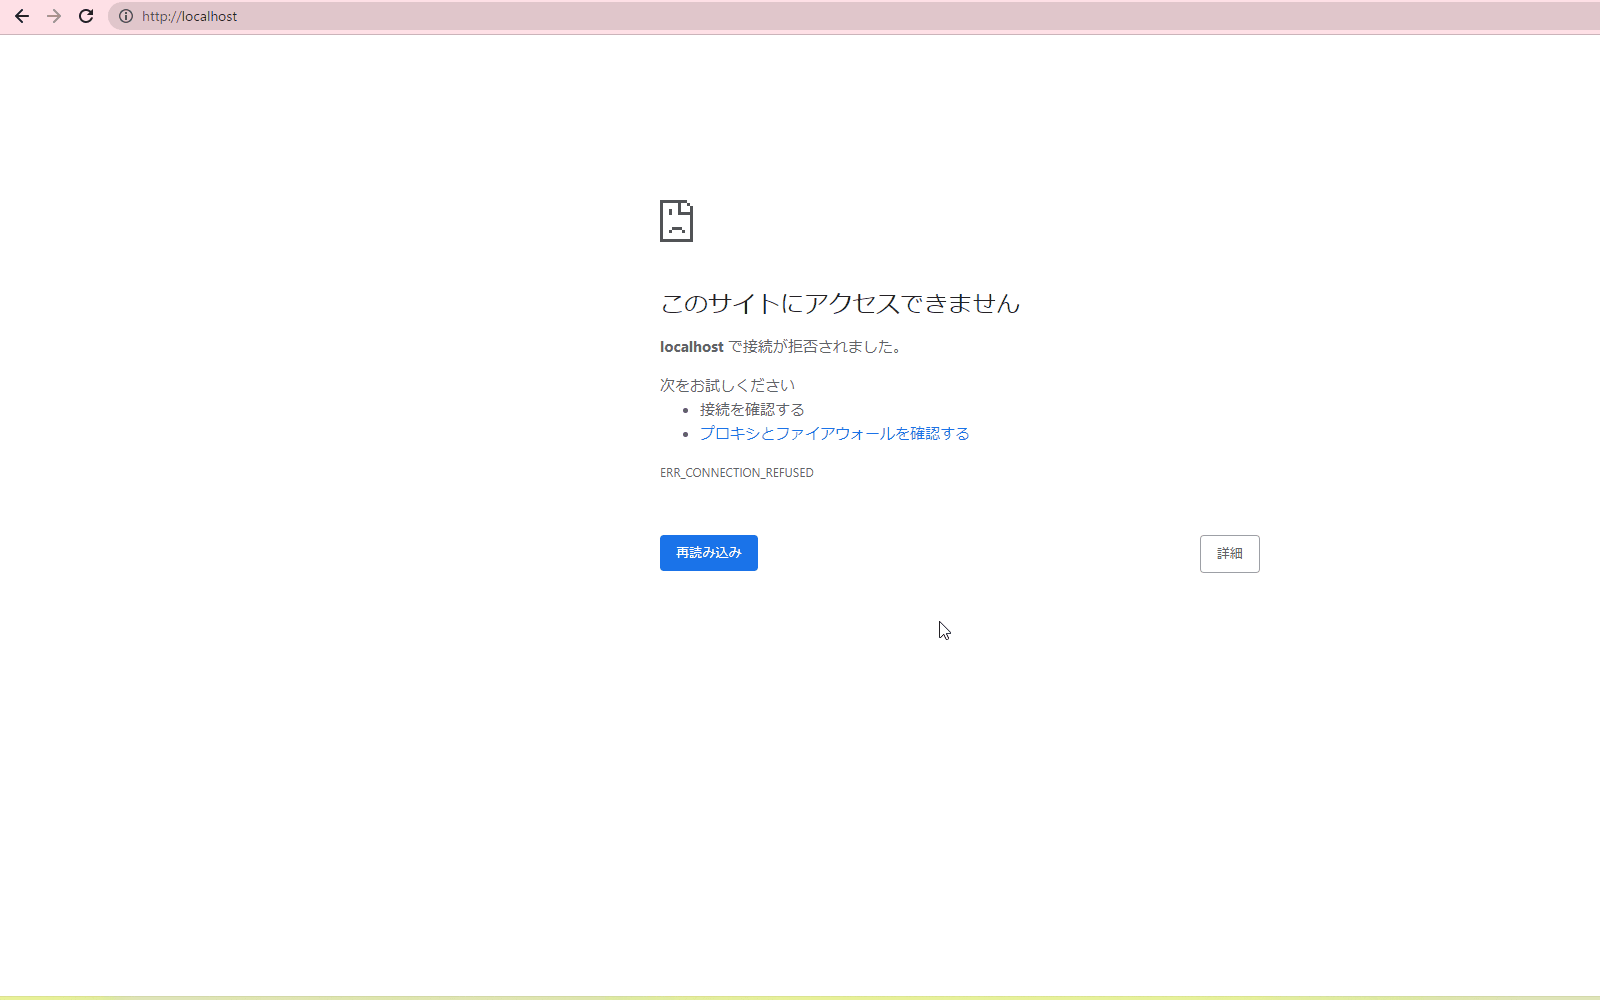 http://localhost
このサイトにアクセスできません
localhost で接続が拒否されました。
次をお試しください
接続を確認する
プロキシとファイアウォールを確認する
ERR_CONNECTION_REFUSED
再読み込み
詳細